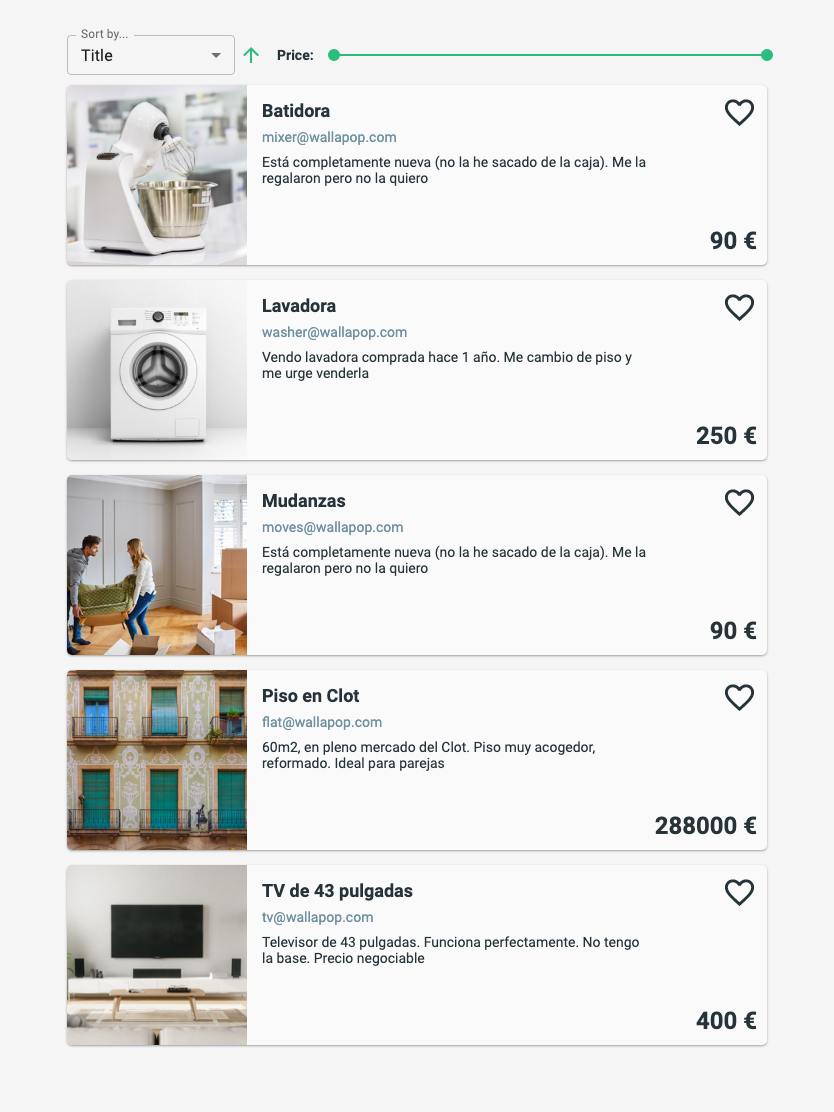 Sort by...
Title
Price:
Batidora
mixer@wallapop.com
Está completamente nueva (no la he sacado de la caja). Me la
regalaron pero no la quiero
90 €
Lavadora
washer@wallapop.com
Vendo lavadora comprada hace 1 año. Me cambio de piso y
me urge venderla
250 €
Mudanzas
moves@wallapop.com
Está completamente nueva (no la he sacado de la caja). Me la
regalaron pero no la quiero
90 €
Piso en Clot
flat@wallapop.com
60m2, en pleno mercado del Clot. Piso muy acogedor,
reformado. Ideal para parejas
288000 €
TV de 43 pulgadas
tv@wallapop.com
Televisor de 43 pulgadas. Funciona perfectamente. No tengo
la base. Precio negociable
400 €